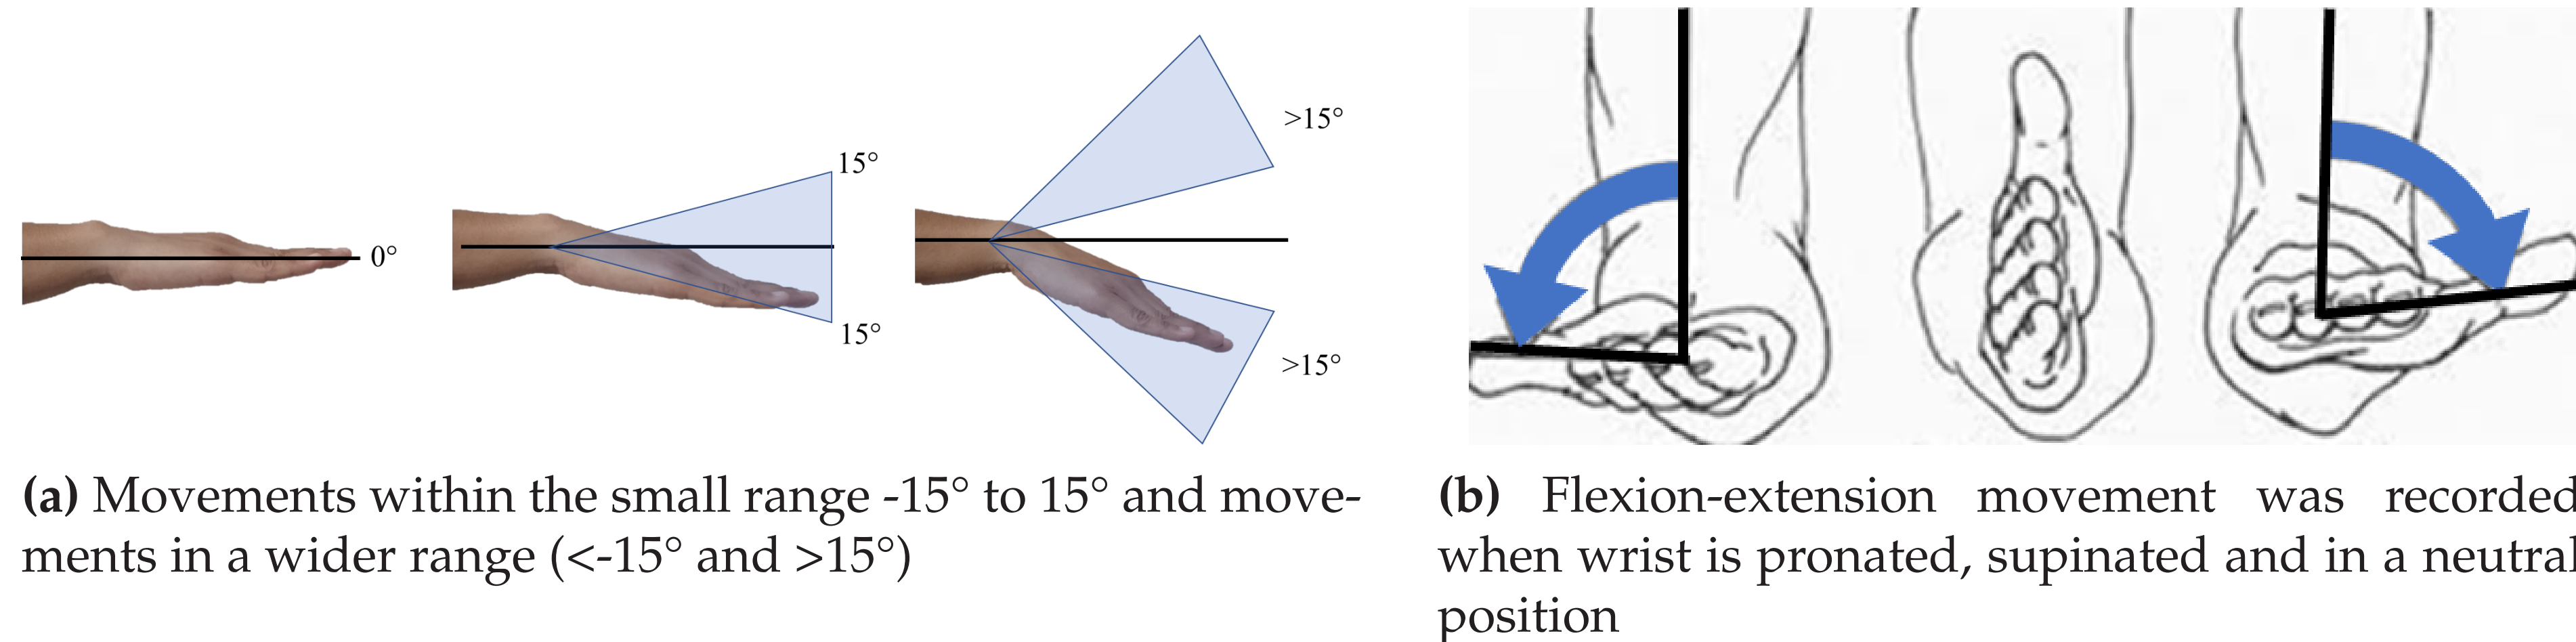 0°
15°
15°
>15°
>15°
(a) Movements within the small range -15° to 15° and move-
ments in a wider range (<-15° and >15°)
(b) Flexion-extension movement was recorded
when wrist is pronated, supinated and in a neutral
position